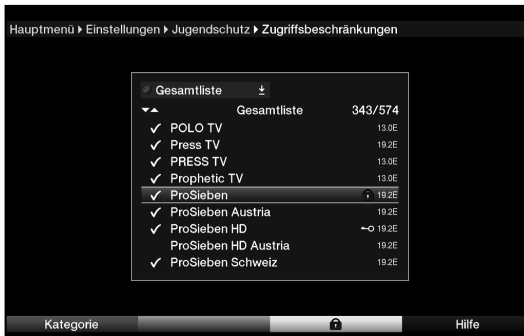 Hauptmenü Einstellungen Jugendschutz Zugriffsbeschränkungen
Gesamtliste
Gesamtliste 343/574
POLO TV 13.0E
Press TV 19.2E
PRESS TV 13.0E
Prophetic TV 13.0E
ProSieben 19.2E
ProSieben Austria 19.2E
ProSieben HD 19.2E
ProSieben HD Austria 19.2E
ProSieben Schweiz 19.2E
Kategorie Hilfe